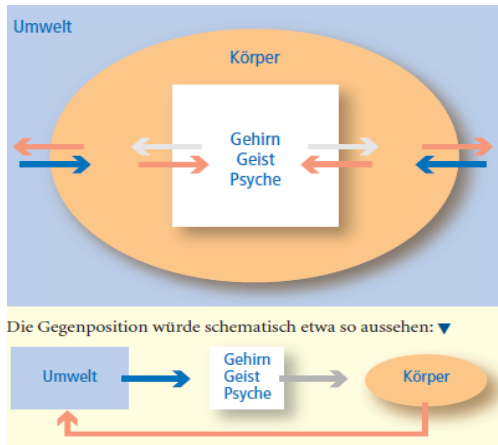 Umwelt
Körper
Gehirn
Geist
Psyche
Die Gegenposition würde schematisch etwa so aussehen: ▼
Umwelt
Gehirn
Geist
Psyche
Körper